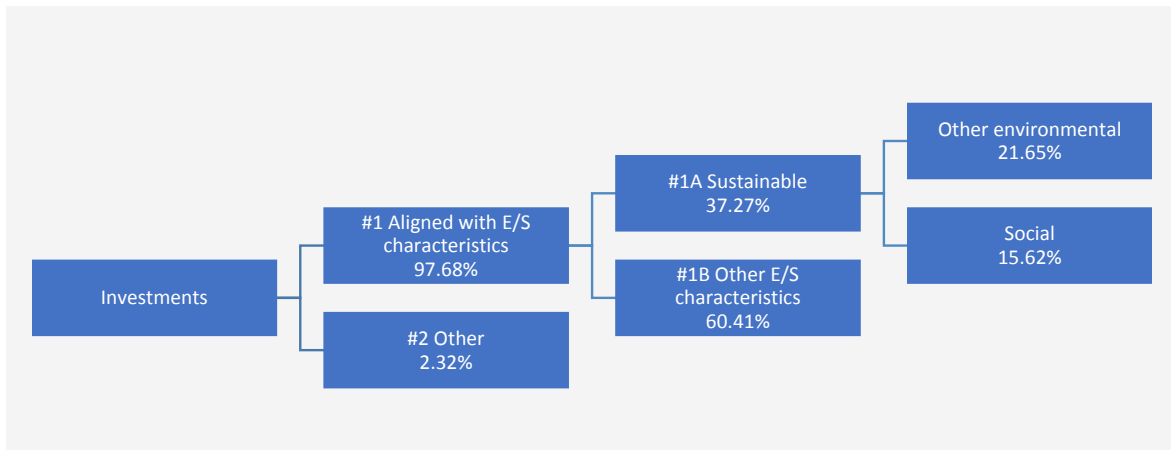 Investments
#1 Aligned with E/S
characteristics
97.68%
#2 Other
2.32%
#1A Sustainable
37.27%
#1B Other E/S
characteristics
60.41%
Other environmental
21.65%
Social
15.62%